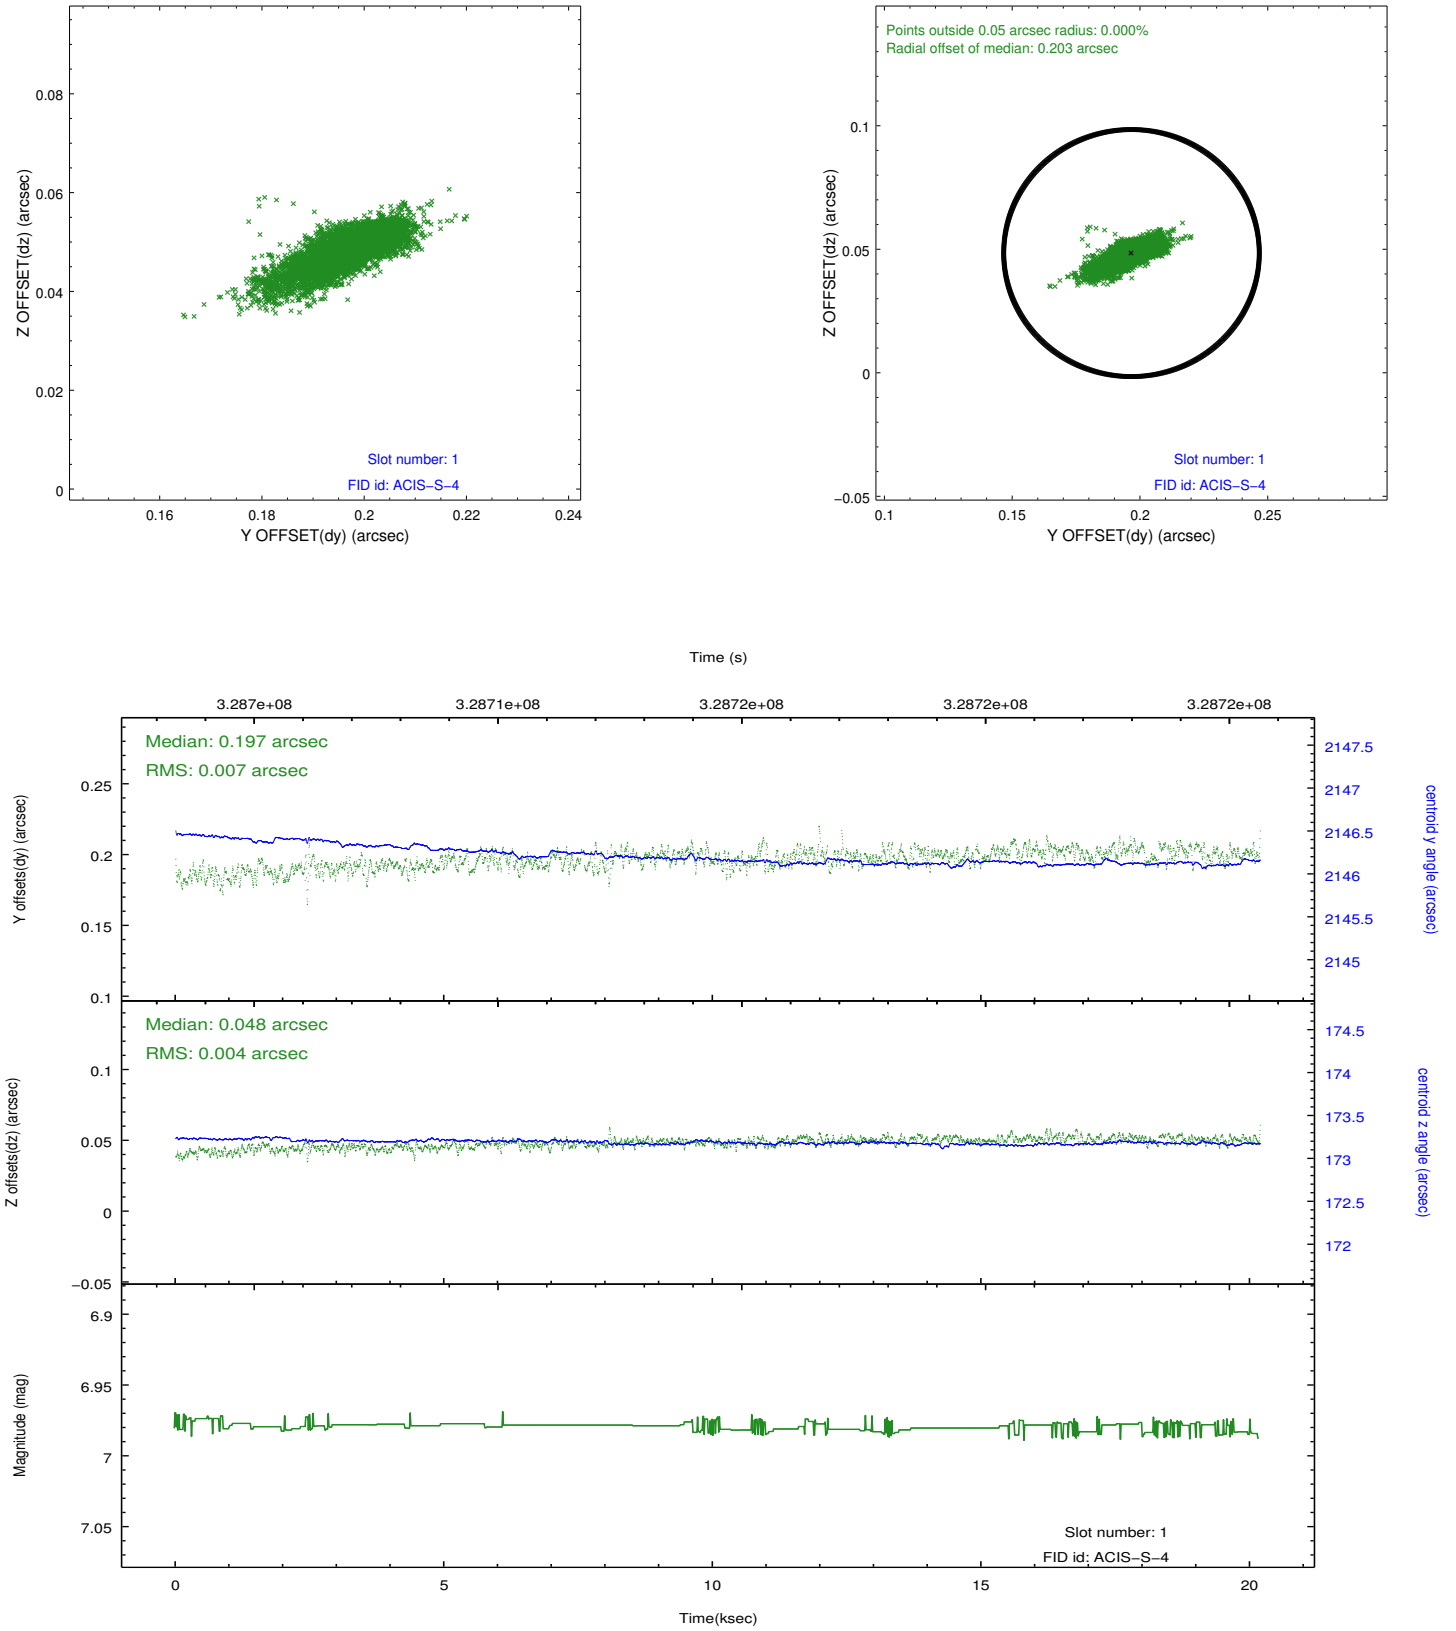 0.08
0.06
0.04
0.02
0
Z OFFSET(dz) (arcsec)
Slot number: 1
FID id: ACIS−S−4
0.16
0.18
0.2
0.22
0.24
Y OFFSET(dy) (arcsec)
Points outside 0.05 arcsec radius: 0.000%
Radial offset of median: 0.203 arcsec
0.1
0.05
0
−0.05
Z OFFSET(dz) (arcsec)
Slot number: 1
FID id: ACIS−S−4
0.1
0.15
0.2
0.25
Y OFFSET(dy) (arcsec)
Time (s)
3.287e+08
3.2871e+08
3.2872e+08
3.2872e+08
3.2872e+08
Median: 0.197 arcsec
RMS: 0.007 arcsec
0.25
0.2
0.15
0.1
Y offsets(dy) (arcsec)
2147.5
2147
2146.5
2146
2145.5
2145
centroid y angle (arcsec)
Median: 0.048 arcsec
RMS: 0.004 arcsec
0.1
0.05
0
−0.05
Z offsets(dz) (arcsec)
174.5
174
173.5
173
172.5
172
centroid z angle (arcsec)
6.9
6.95
7
7.05
Magnitude (mag)
Slot number: 1
FID id: ACIS−S−4
0
5
10
15
20
Time(ksec)